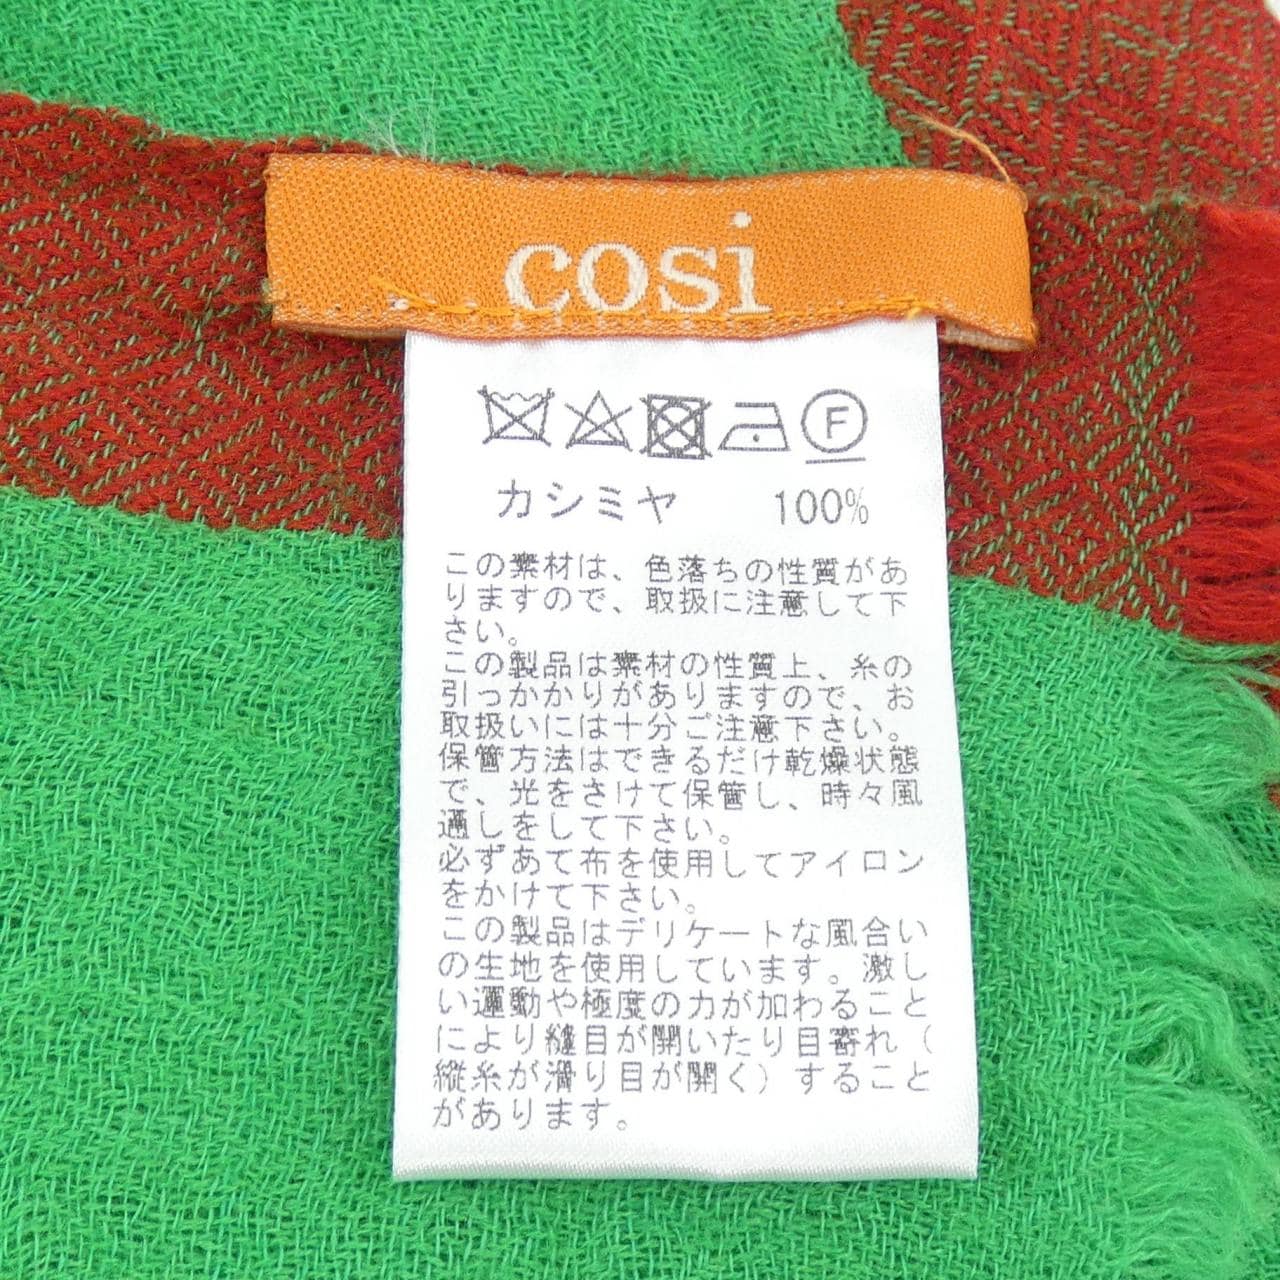 cosi
F
カシミヤ 100%
この素材は、色落ちの性質があ
りますので、取扱に注意して下
さい。
この製品は素材の性質上、糸の
引っかかりがありますので、お
取扱いには十分ご注意下さい。
保管方法はできるだけ乾燥状態
で、光をさけて保管し、時々風
通しをして下さい。
必ずあて布を使用してアイロン
をかけて下さい。
この製品はデリケートな風合い
の生地を使用しています。激し
い運動や極度の力が加わること
により縫目が開いたり目寄れ（
縦糸が滑り目が開く）すること
があります。